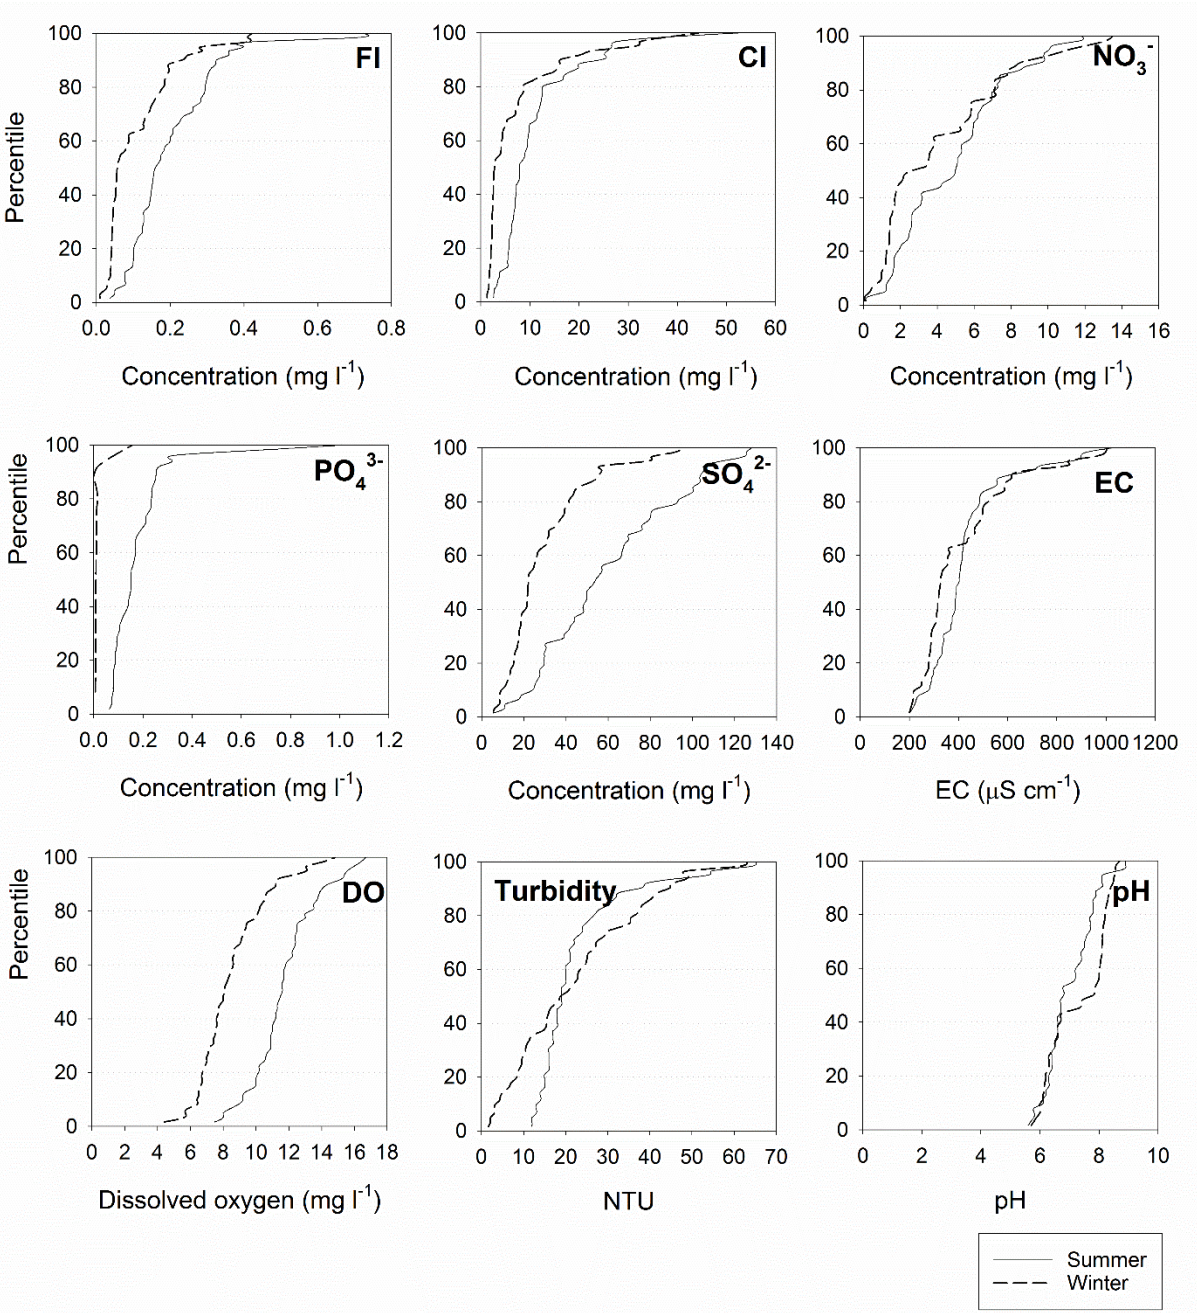 100
80
60
40
20
0
Percentile
FI
0.0 0.2 0.4 0.6 0.8
Concentration (mg l⁻¹)
100
80
60
40
20
0
Cl
0 10 20 30 40 50 60
Concentration (mg l⁻¹)
100
80
60
40
20
0
NO₃⁻
0 2 4 6 8 10 12 14 16
Concentration (mg l⁻¹)
100
80
60
40
20
0
Percentile
PO₄³⁻
0.0 0.2 0.4 0.6 0.8 1.0 1.2
Concentration (mg l⁻¹)
100
80
60
40
20
0
SO₄²⁻
0 20 40 60 80 100 120 140
Concentration (mg l⁻¹)
100
80
60
40
20
0
EC
0 200 400 600 800 1000 1200
EC (μS cm⁻¹)
100
80
60
40
20
0
Percentile
DO
0 2 4 6 8 10 12 14 16 18
Dissolved oxygen (mg l⁻¹)
100
80
60
40
20
0
Turbidity
0 10 20 30 40 50 60 70
NTU
100
80
60
40
20
0
pH
0 2 4 6 8 10
pH
Summer
Winter